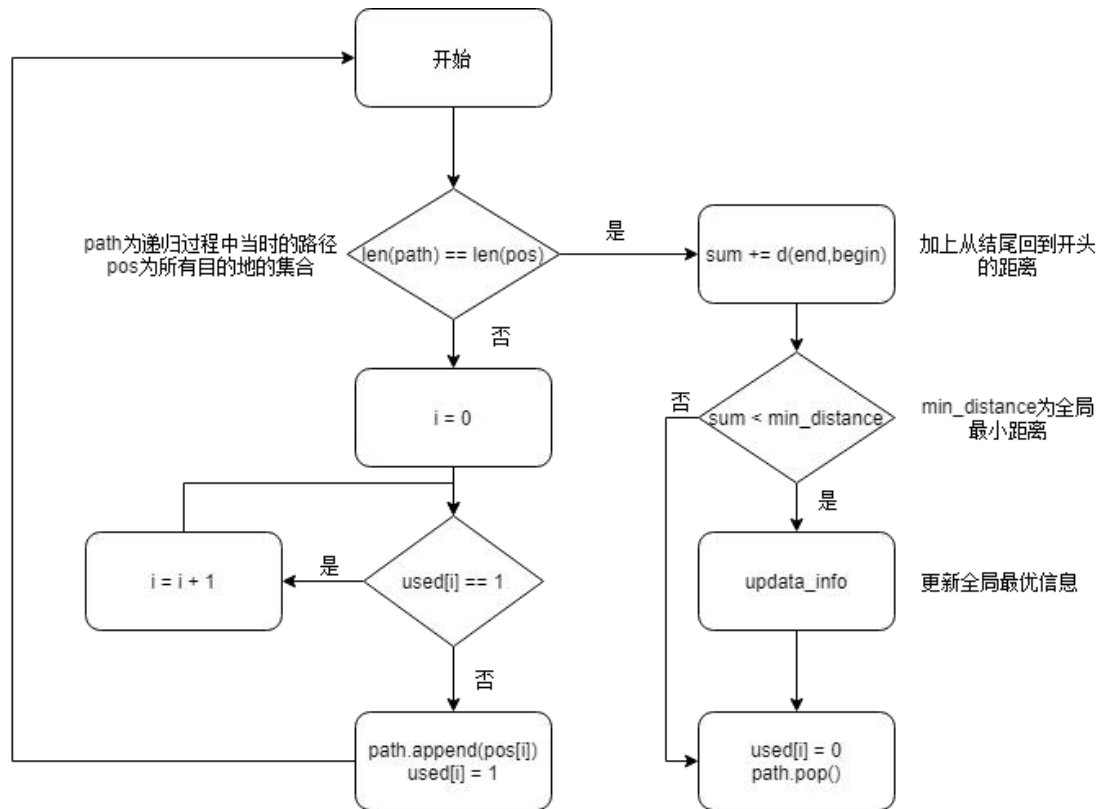 开始
path为递归过程中当时的路径
pos为所有目的地的集合
len(path) == len(pos)
是
sum += d(end,begin)
加上从结尾回到开头
的距离
否
i = 0
否
sum < min_distance
min_distance为全局
最小距离
是
i = i + 1
是
used[i] == 1
updata_info
更新全局最优信息
否
path.append(pos[i])
used[i] = 1
used[i] = 0
path.pop()